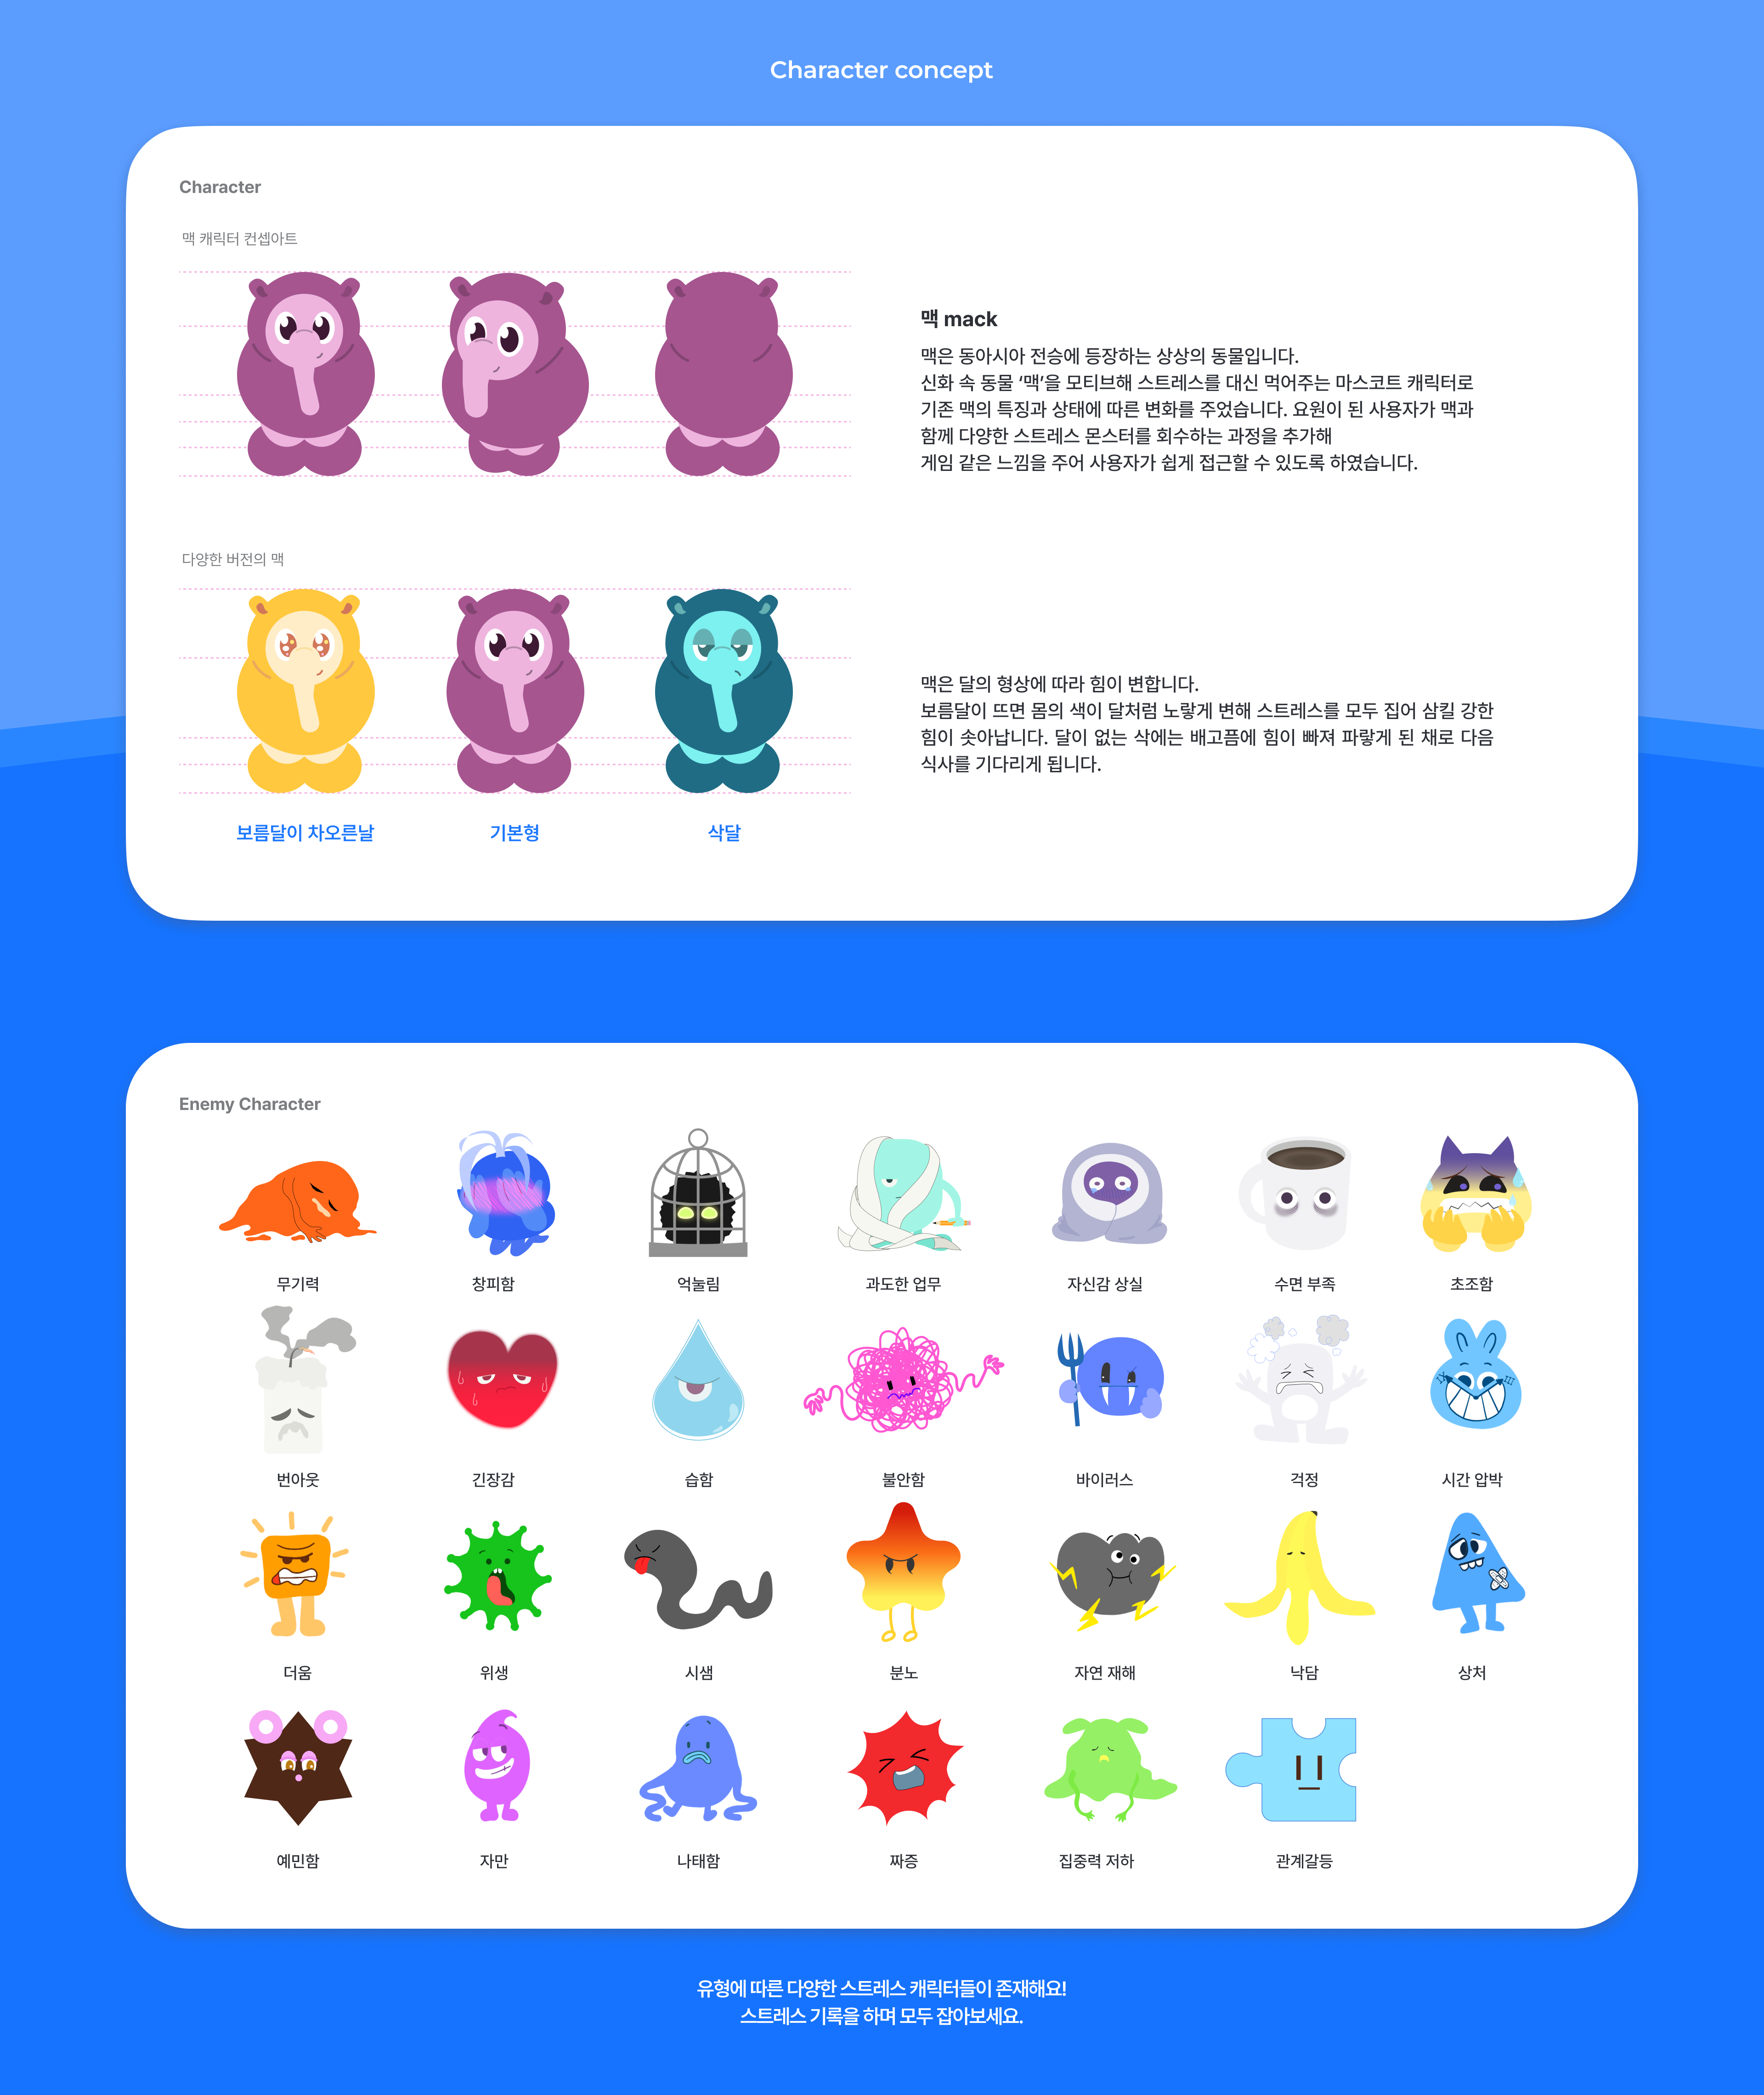 Character concept
Character
맥 캐릭터 컨셉아트
맥 mack
맥은 동아시아 전승에 등장하는 상상의 동물입니다.
신화 속 동물 ‘맥’을 모티브해 스트레스를 대신 먹어주는 마스코트 캐릭터로
기존 맥의 특징과 상태에 따른 변화를 주었습니다. 요원이 된 사용자가 맥과
함께 다양한 스트레스 몬스터를 회수하는 과정을 추가해
게임 같은 느낌을 주어 사용자가 쉽게 접근할 수 있도록 하였습니다.
다양한 버전의 맥
맥은 달의 형상에 따라 힘이 변합니다.
보름달이 뜨면 몸의 색이 달처럼 노랗게 변해 스트레스를 모두 집어 삼킬 강한
힘이 솟아납니다. 달이 없는 삭에는 배고픔에 힘이 빠져 파랗게 된 채로 다음
식사를 기다리게 됩니다.
보름달이 차오른날 기본형 삭달
Enemy Character
무기력 창피함 억눌림 과도한 업무 자신감 상실 수면 부족 초조함
번아웃 긴장감 습함 불안함 바이러스 걱정 시간 압박
더움 위생 시샘 분노 자연 재해 낙담 상처
예민함 자만 나태함 짜증 집중력 저하 관계갈등
유형에 따른 다양한 스트레스 캐릭터들이 존재해요!
스트레스 기록을 하며 모두 잡아보세요.